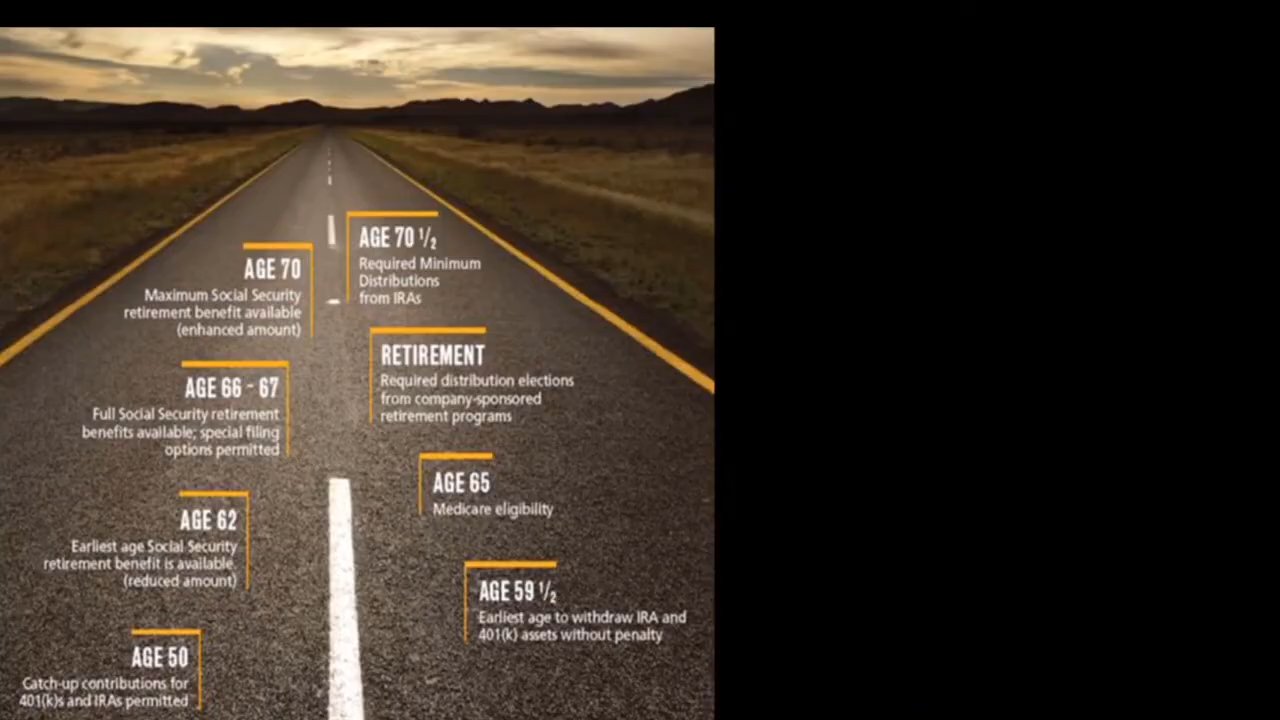 AGE 70 ½
Required Minimum
Distributions
from IRAs
AGE 70
Maximum Social Security
retirement benefit available
(enhanced amount)
RETIREMENT
Required distribution elections
from company-sponsored
retirement programs
AGE 66 - 67
Full Social Security retirement
benefits available; special filing
options permitted
AGE 65
Medicare eligibility
AGE 62
Earliest age Social Security
retirement benefit is available.
(reduced amount)
AGE 59 ½
Earliest age to withdraw IRA and
401(k) assets without penalty
AGE 50
Catch-up contributions for
401(k)s and IRAs permitted